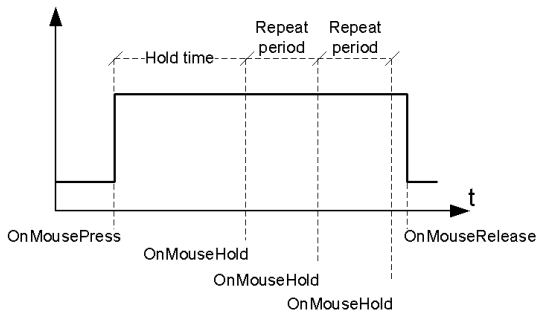 Repeat
period
Repeat
period
Hold time
t
OnMousePress
OnMouseRelease
OnMouseHold
OnMouseHold
OnMouseHold